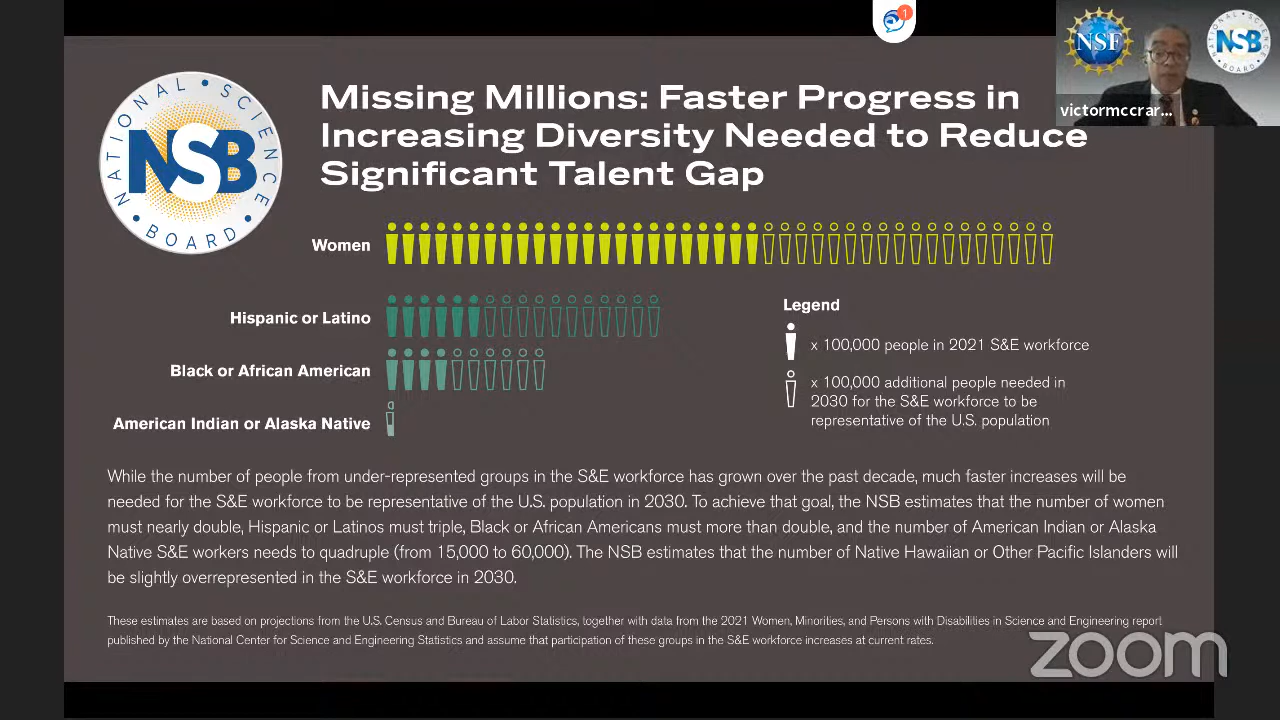 1
NSF
NATIONAL SCIENCE BOARD
NSB
victormccrar...
NATIONAL SCIENCE BOARD
NSB
Missing Millions: Faster Progress in
Increasing Diversity Needed to Reduce
Significant Talent Gap
Women
Hispanic or Latino
Black or African American
American Indian or Alaska Native
Legend
x 100,000 people in 2021 S&E workforce
x 100,000 additional people needed in
2030 for the S&E workforce to be
representative of the U.S. population
While the number of people from under-represented groups in the S&E workforce has grown over the past decade, much faster increases will be
needed for the S&E workforce to be representative of the U.S. population in 2030. To achieve that goal, the NSB estimates that the number of women
must nearly double, Hispanic or Latinos must triple, Black or African Americans must more than double, and the number of American Indian or Alaska
Native S&E workers needs to quadruple (from 15,000 to 60,000). The NSB estimates that the number of Native Hawaiian or Other Pacific Islanders will
be slightly overrepresented in the S&E workforce in 2030.
These estimates are based on projections from the U.S. Census and Bureau of Labor Statistics, together with data from the 2021 Women, Minorities, and Persons with Disabilities in Science and Engineering report
published by the National Center for Science and Engineering Statistics and assume that participation of these groups in the S&E workforce increases at current rates.
zoom